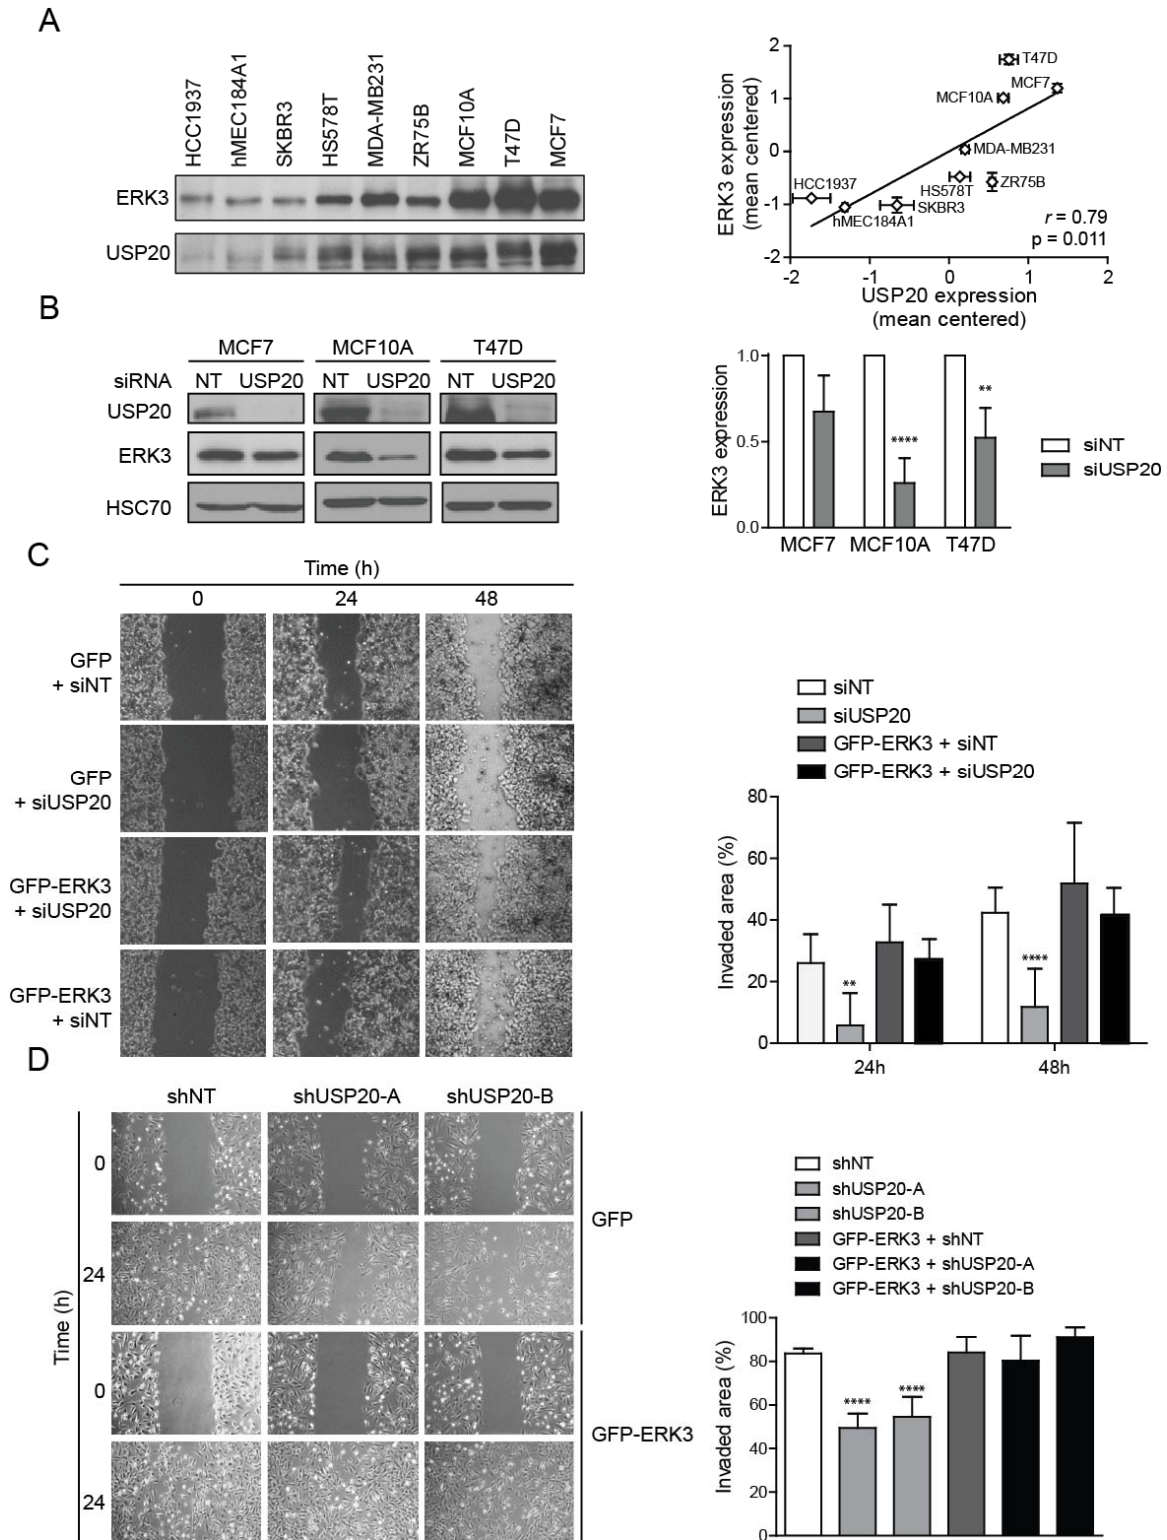 A
HCC1937
hMEC184A1
SKBR3
HS578T
MDA-MB231
ZR75B
MCF10A
T47D
MCF7
ERK3
USP20
ERK3 expression
(mean centered)
2
1
0
-1
-2
T47D
MCF7
MCF10A
MDA-MB231
HCC1937
HS578T
ZR75B
SKBR3
hMEC184A1
r = 0.79
p = 0.011
-2 -1 0 1 2
USP20 expression
(mean centered)
B
MCF7 MCF10A T47D
siRNA NT USP20 NT USP20 NT USP20
USP20
ERK3
HSC70
ERK3 expression
1.0
0.5
0.0
****
**
MCF7 MCF10A T47D
siNT
siUSP20
C
Time (h)
0 24 48
GFP
+ siNT
GFP
+ siUSP20
GFP-ERK3
+ siUSP20
GFP-ERK3
+ siNT
siNT
siUSP20
GFP-ERK3 + siNT
GFP-ERK3 + siUSP20
Invaded area (%)
80
60
40
20
0
**
****
24h 48h
D
shNT shUSP20-A shUSP20-B
Time (h)
0
24
0
24
GFP
GFP-ERK3
shNT
shUSP20-A
shUSP20-B
GFP-ERK3 + shNT
GFP-ERK3 + shUSP20-A
GFP-ERK3 + shUSP20-B
Invaded area (%)
100
80
60
40
20
0
****
****